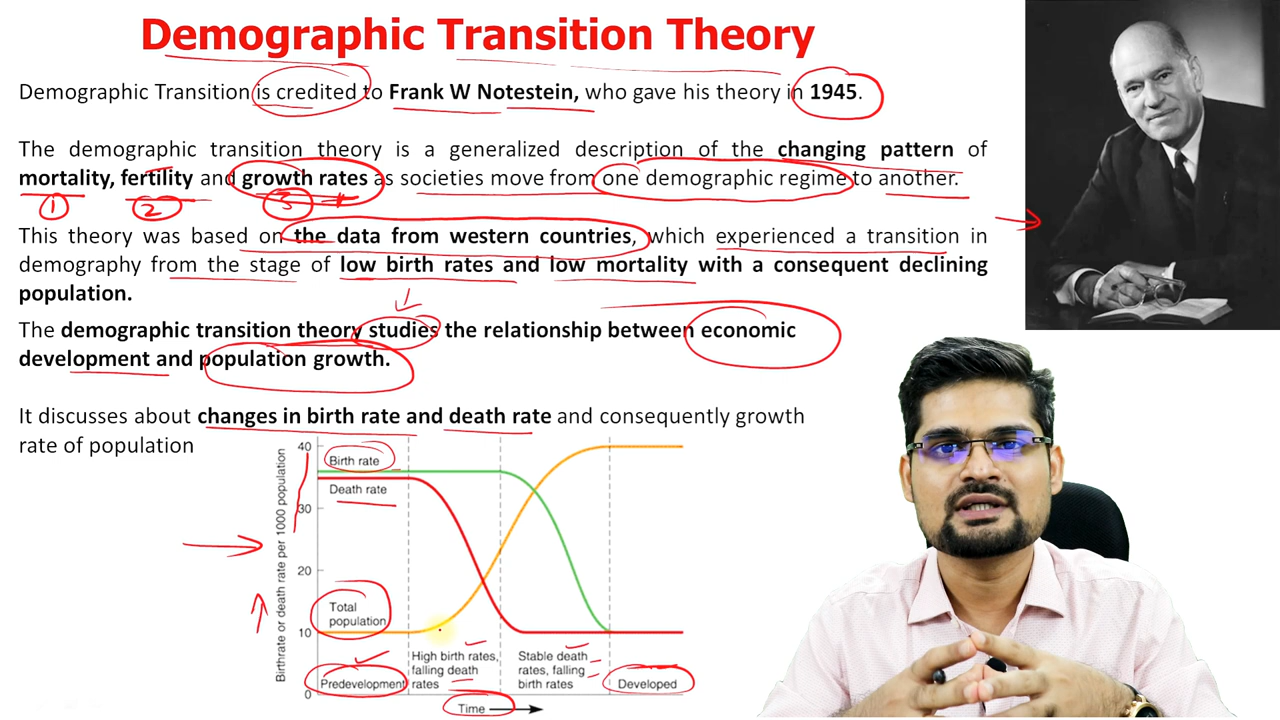 Demographic Transition Theory
Demographic Transition is credited to Frank W Notestein, who gave his theory in 1945.
The demographic transition theory is a generalized description of the changing pattern of
mortality, fertility and growth rates as societies move from one demographic regime to another.
1 2 3
This theory was based on the data from western countries, which experienced a transition in
demography from the stage of low birth rates and low mortality with a consequent declining
population.
The demographic transition theory studies the relationship between economic
development and population growth.
It discusses about changes in birth rate and death rate and consequently growth
rate of population
Birthrate or death rate per 1000 population
40
30
20
10
0
Birth rate
Death rate
Total
population
Predevelopment
High birth rates,
falling death
rates
Stable death
rates, falling
birth rates
Developed
Time